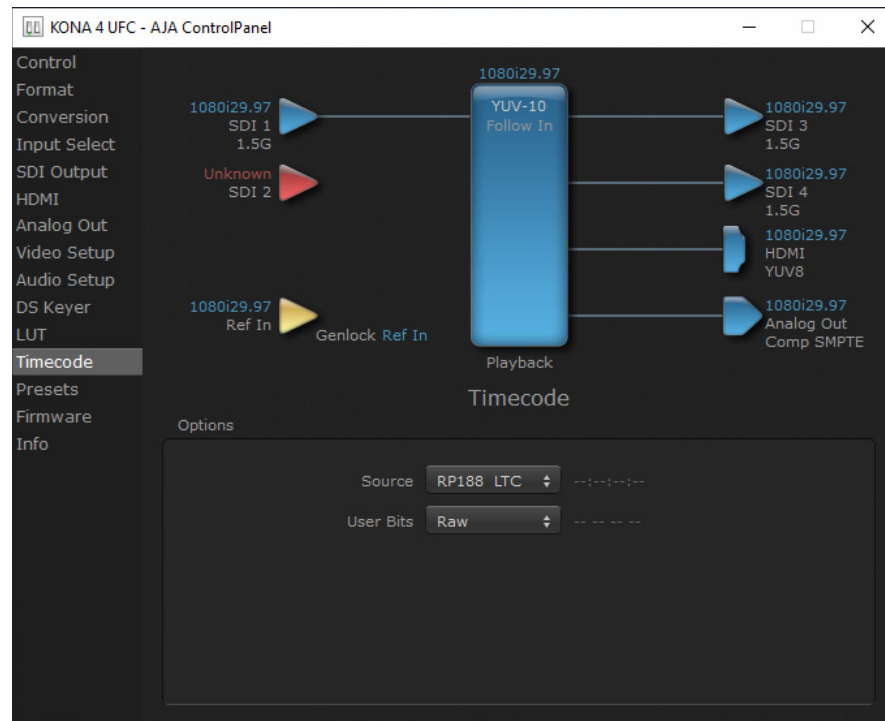 KONA 4 UFC - AJA ControlPanel
Control
Format
Conversion
Input Select
SDI Output
HDMI
Analog Out
Video Setup
Audio Setup
DS Keyer
LUT
Timecode
Presets
Firmware
Info
1080i29.97
SDI 1
1.5G
Unknown
SDI 2
1080i29.97
Ref In
Genlock Ref In
1080i29.97
YUV-10
Follow In
Playback
1080i29.97
SDI 3
1.5G
1080i29.97
SDI 4
1.5G
1080i29.97
HDMI
YUV8
1080i29.97
Analog Out
Comp SMPTE
Timecode
Options
Source RP188 LTC --:--:--:--
User Bits Raw -- -- -- --